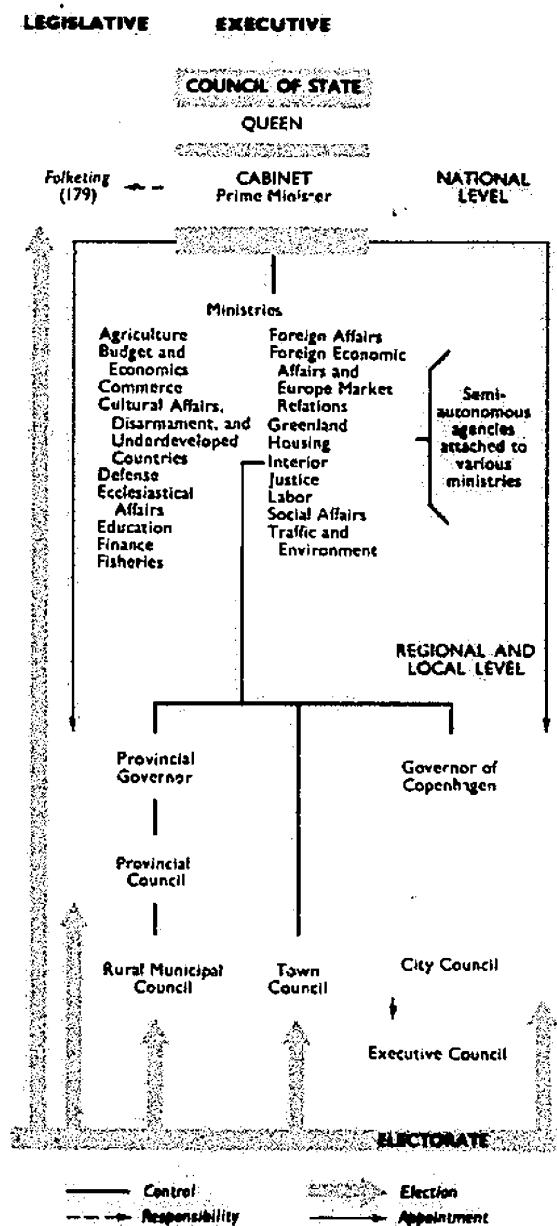 LEGISLATIVE
EXECUTIVE
COUNCIL OF STATE
QUEEN
Folketing
(179)
CABINET
Prime Minister
NATIONAL
LEVEL
Ministries
Agriculture
Budget and
Economics
Commerce
Cultural Affairs,
Disarmament, and
Underdeveloped
Countries
Defense
Ecclesiastical
Affairs
Education
Finance
Fisheries
Foreign Affairs
Foreign Economic
Affairs and
Europe Market
Relations
Greenland
Housing
Interior
Justice
Labor
Social Affairs
Traffic and
Environment
Semi-
autonomous
agencies
attached to
various
ministries
REGIONAL AND
LOCAL LEVEL
Provincial
Governor
Governor of
Copenhagen
Provincial
Council
Rural Municipal
Council
Town
Council
City Council
Executive Council
ELECTORATE
Control
Election
Responsibility
Appointment